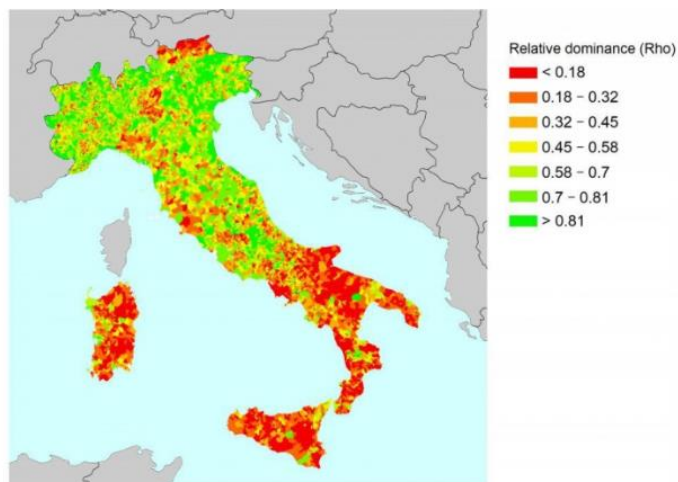 Relative dominance (Rho)
< 0.18
0.18 – 0.32
0.32 – 0.45
0.45 – 0.58
0.58 – 0.7
0.7 – 0.81
> 0.81